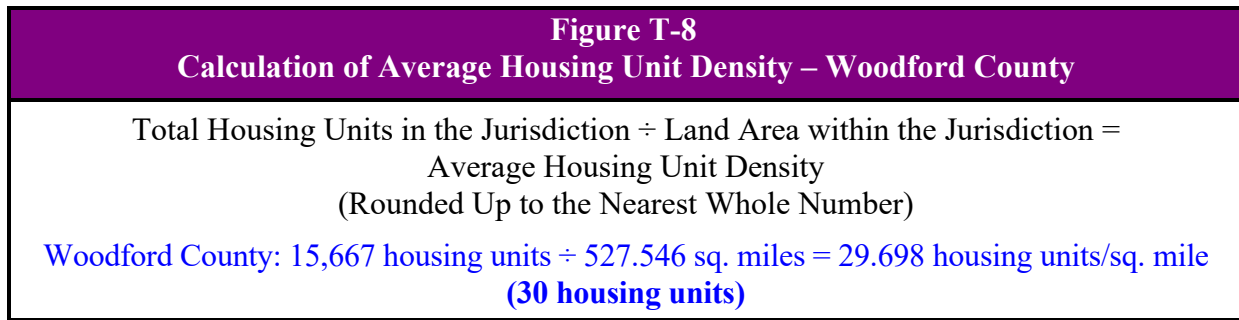 Figure T-8
Calculation of Average Housing Unit Density – Woodford County
Total Housing Units in the Jurisdiction ÷ Land Area within the Jurisdiction =
Average Housing Unit Density
(Rounded Up to the Nearest Whole Number)
Woodford County: 15,667 housing units ÷ 527.546 sq. miles = 29.698 housing units/sq. mile
(30 housing units)